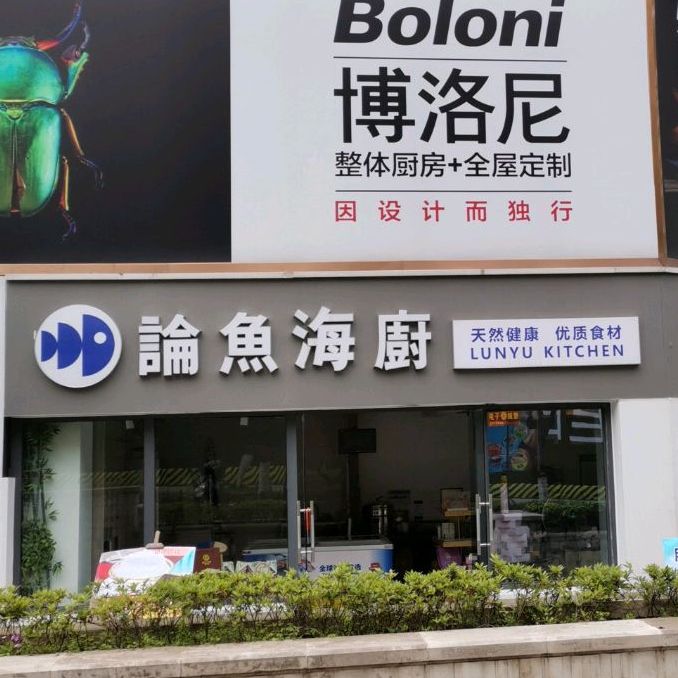 Boloni
博洛尼
整体厨房+全屋定制
因设计而独行
論魚海廚
天然健康 优质食材
LUNYU KITCHEN